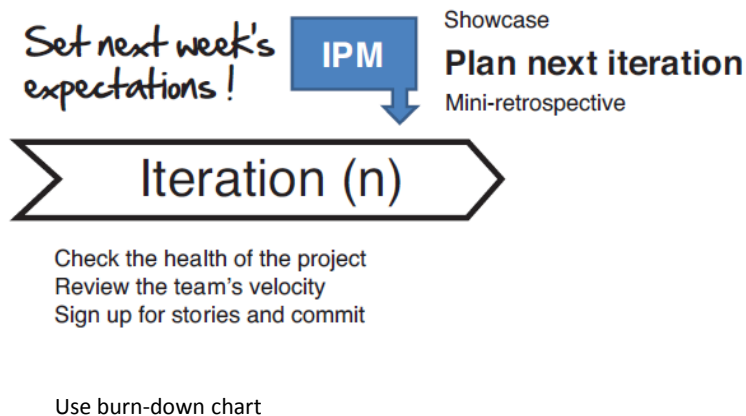 Set next week's
expectations!
IPM
Showcase
Plan next iteration
Mini-retrospective
Iteration (n)
Check the health of the project
Review the team's velocity
Sign up for stories and commit
Use burn-down chart